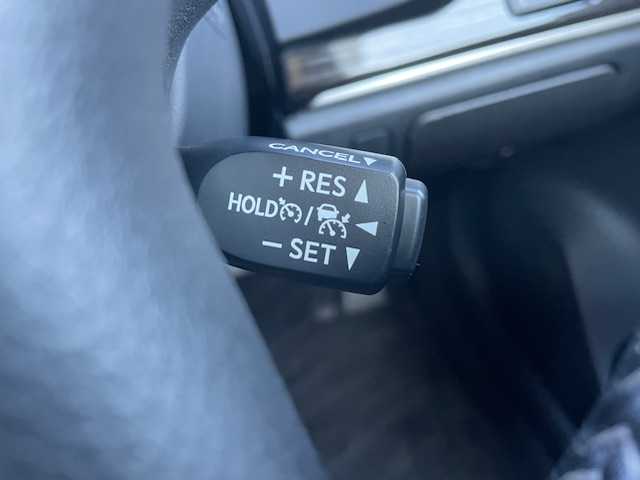 CANCEL▼
+ RES ▲
HOLD / ◀
− SET ▼